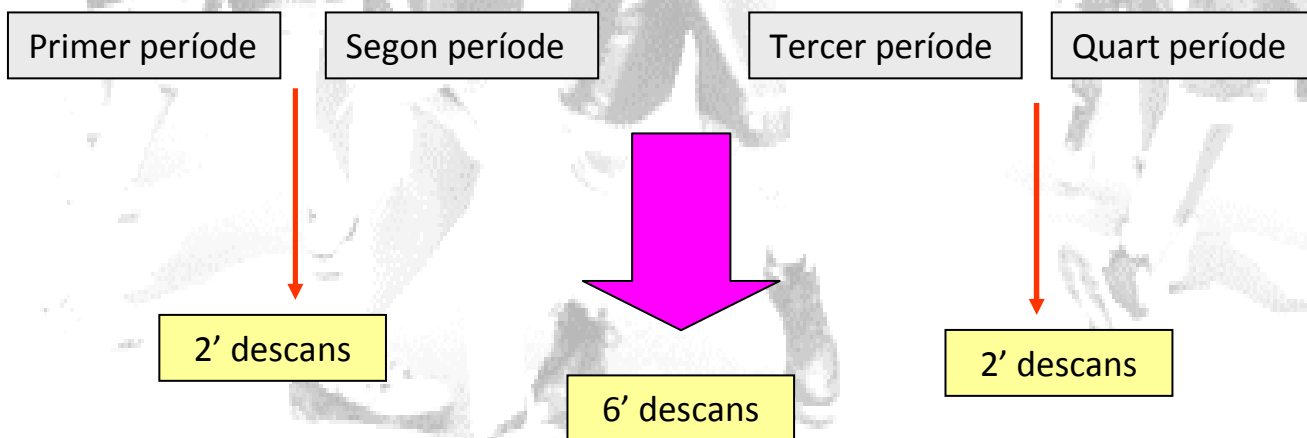 Primer període
Segon període
Tercer període
Quart període
2’ descans
6’ descans
2’ descans